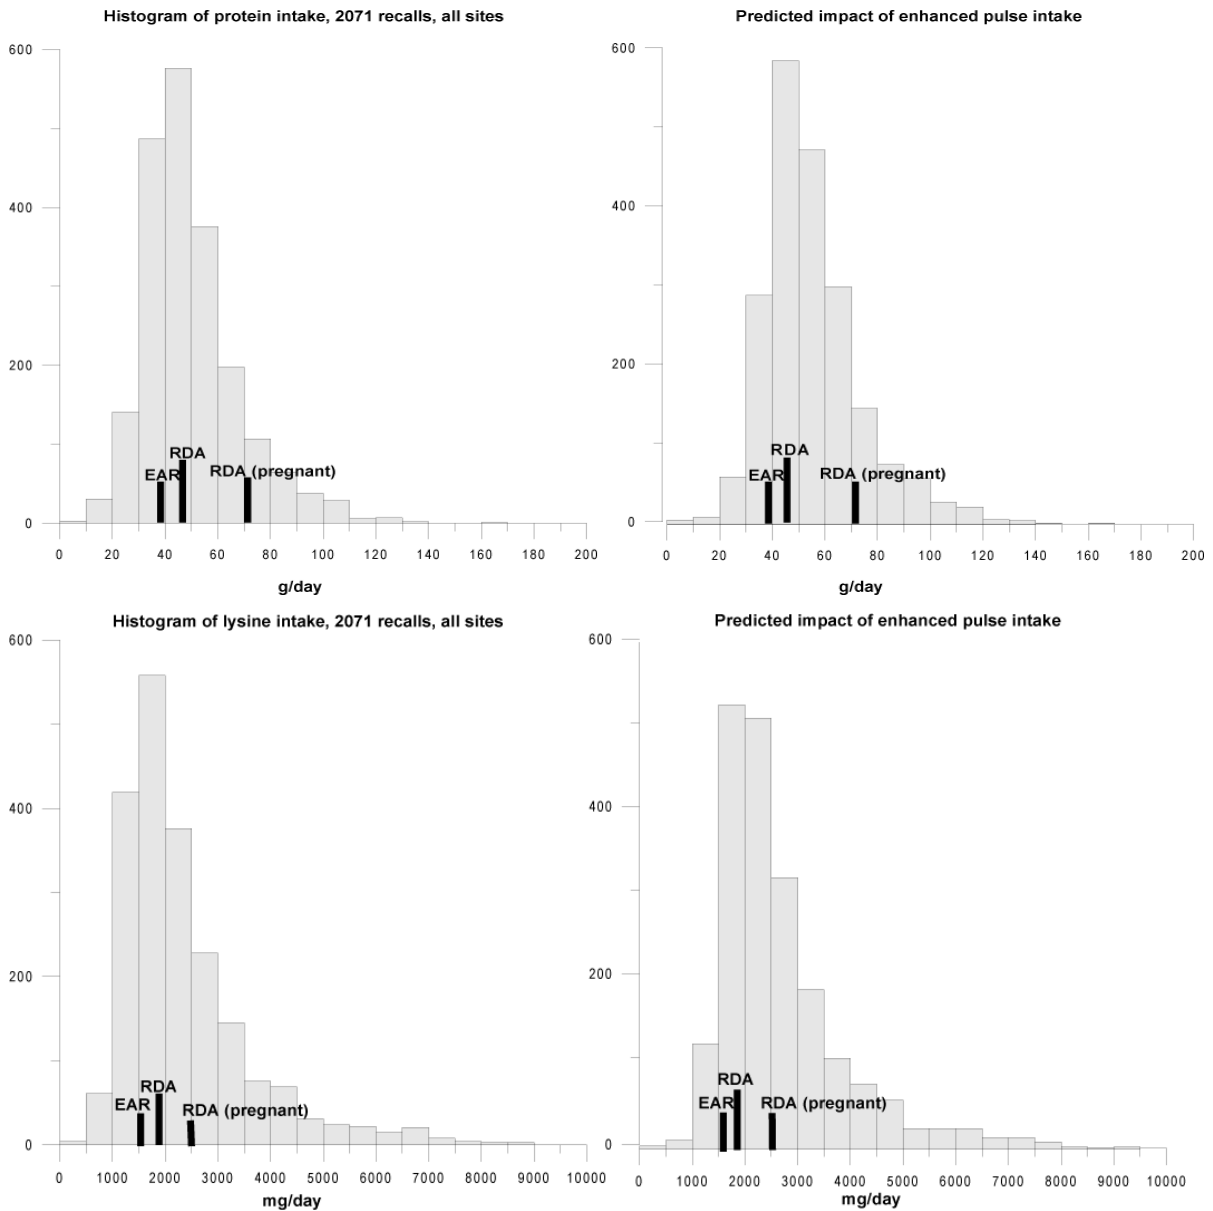 Histogram of protein intake, 2071 recalls, all sites
600
400
200
0
RDA
EAR
RDA (pregnant)
0 20 40 60 80 100 120 140 160 180 200
g/day
Predicted impact of enhanced pulse intake
600
400
200
0
RDA
EAR
RDA (pregnant)
0 20 40 60 80 100 120 140 160 180 200
g/day
Histogram of lysine intake, 2071 recalls, all sites
600
400
200
0
RDA
EAR
RDA (pregnant)
0 1000 2000 3000 4000 5000 6000 7000 8000 9000 10000
mg/day
Predicted impact of enhanced pulse intake
600
400
200
0
RDA
EAR
RDA (pregnant)
0 1000 2000 3000 4000 5000 6000 7000 8000 9000 10000
mg/day